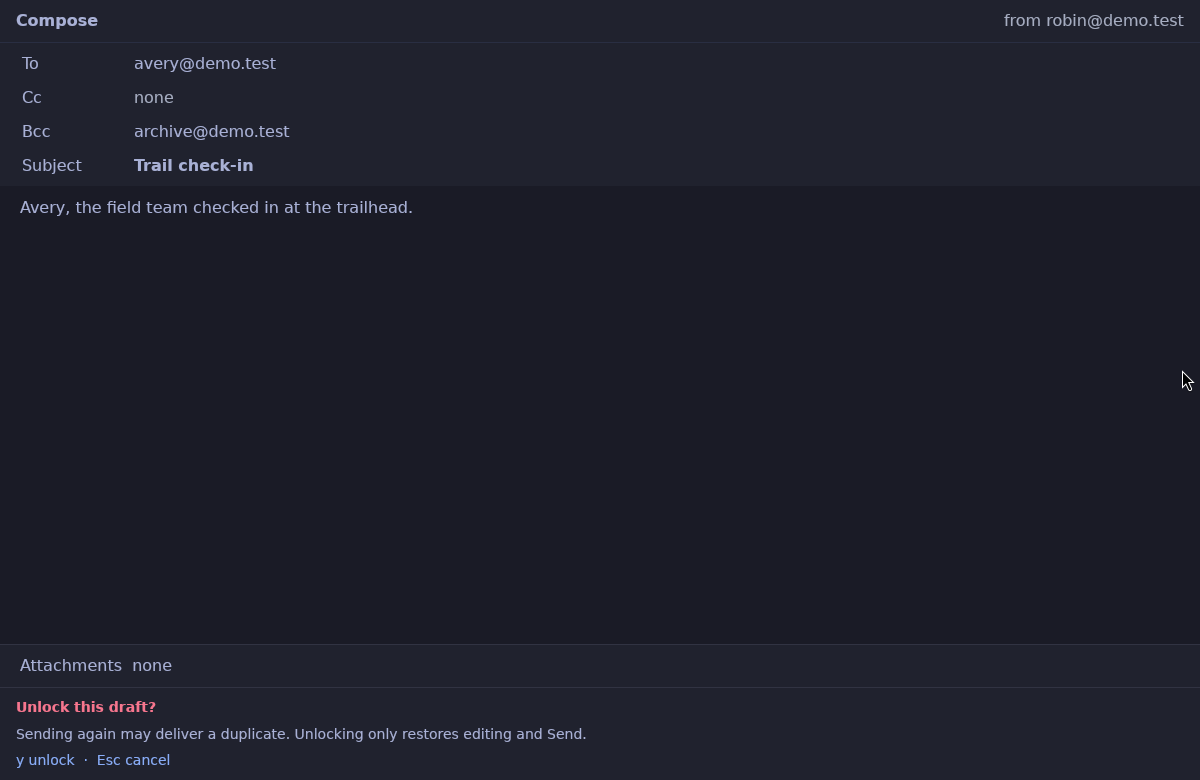 Compose from robin@demo.test
To avery@demo.test
Cc none
Bcc archive@demo.test
Subject Trail check-in
Avery, the field team checked in at the trailhead.
Attachments none
Unlock this draft?
Sending again may deliver a duplicate. Unlocking only restores editing and Send.
y unlock · Esc cancel